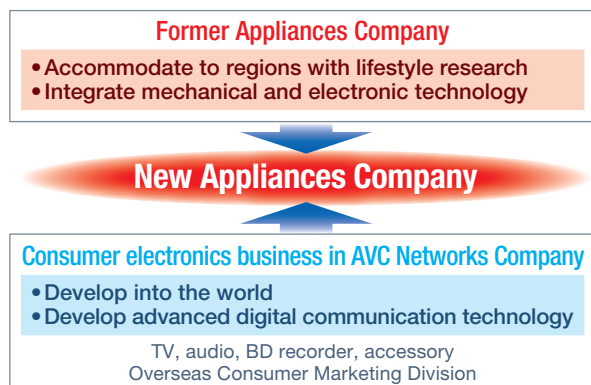 Former Appliances Company
• Accommodate to regions with lifestyle research
• Integrate mechanical and electronic technology
New Appliances Company
Consumer electronics business in AVC Networks Company
• Develop into the world
• Develop advanced digital communication technology
TV, audio, BD recorder, accessory
Overseas Consumer Marketing Division